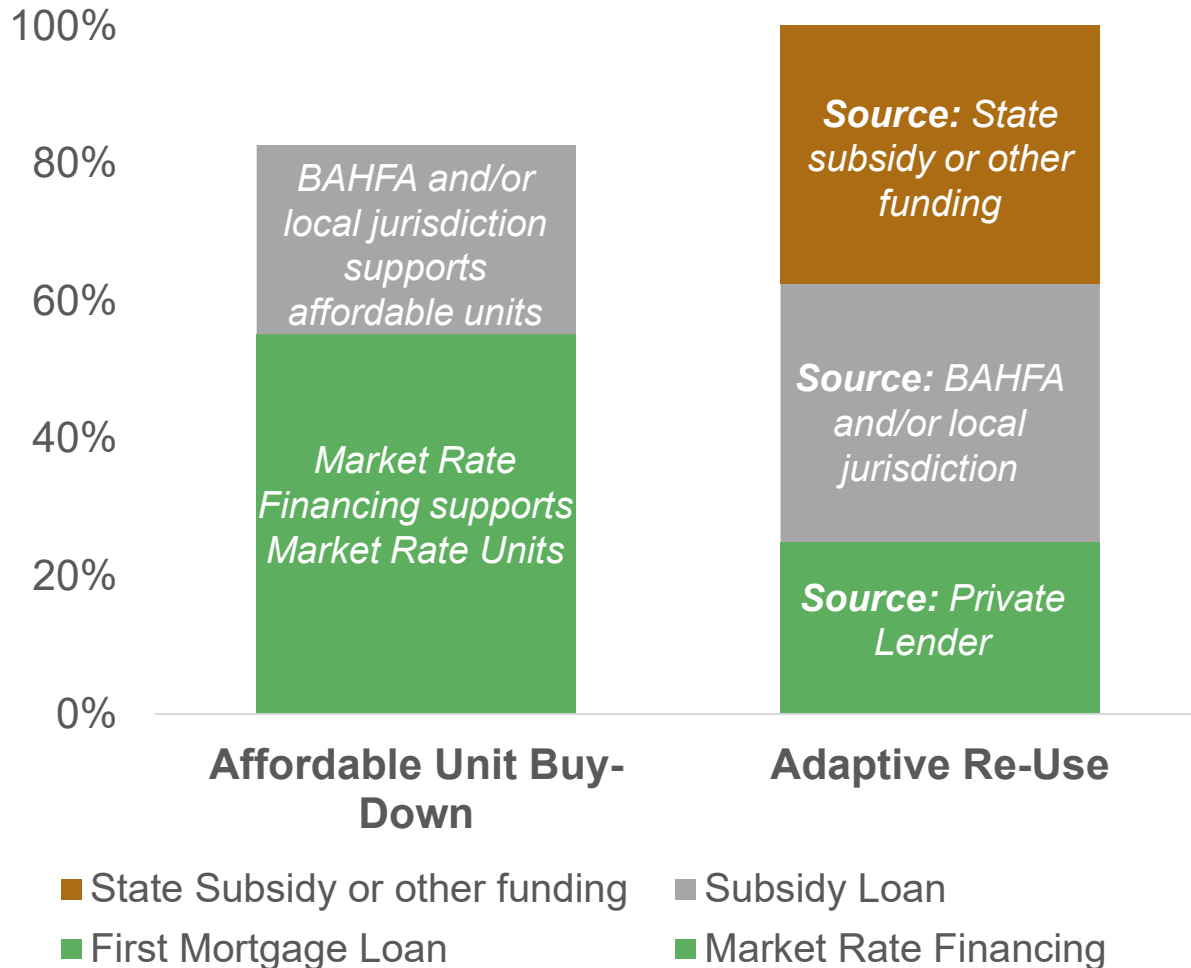 100%
80%
60%
40%
20%
0%
BAHFA and/or
local jurisdiction
supports
affordable units
Market Rate
Financing supports
Market Rate Units
Source: State
subsidy or other
funding
Source: BAHFA
and/or local
jurisdiction
Source: Private
Lender
Affordable Unit Buy-
Down
Adaptive Re-Use
State Subsidy or other funding
Subsidy Loan
First Mortgage Loan
Market Rate Financing